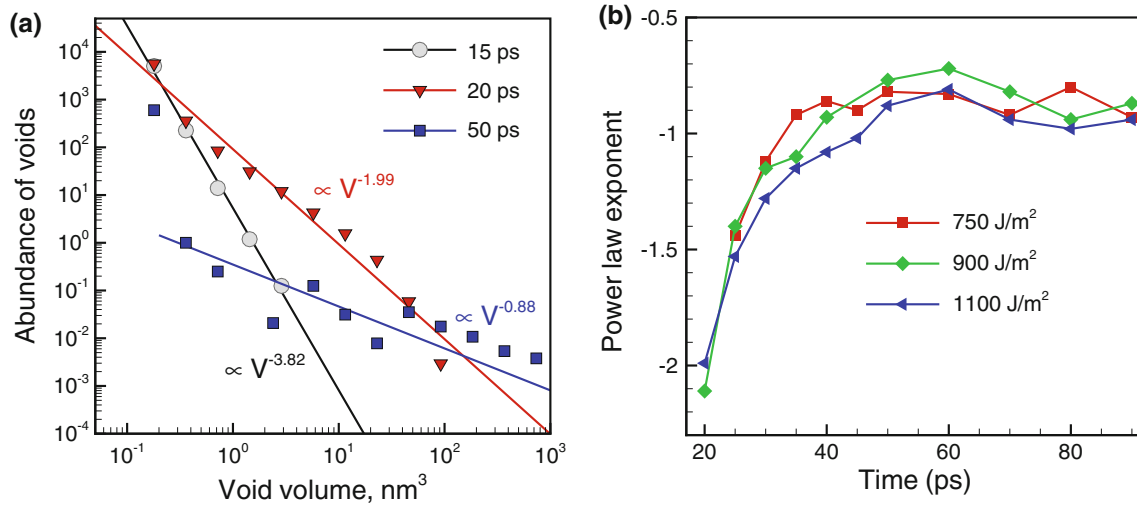 (a)
Abundance of voids
10^4
10^3
10^2
10^1
10^0
10^-1
10^-2
10^-3
10^-4
10^-1
10^0
10^1
10^2
10^3
Void volume, nm^3
15 ps
20 ps
50 ps
∝ V^-1.99
∝ V^-0.88
∝ V^-3.82
(b)
Power law exponent
-0.5
-1
-1.5
-2
20
40
60
80
Time (ps)
750 J/m^2
900 J/m^2
1100 J/m^2